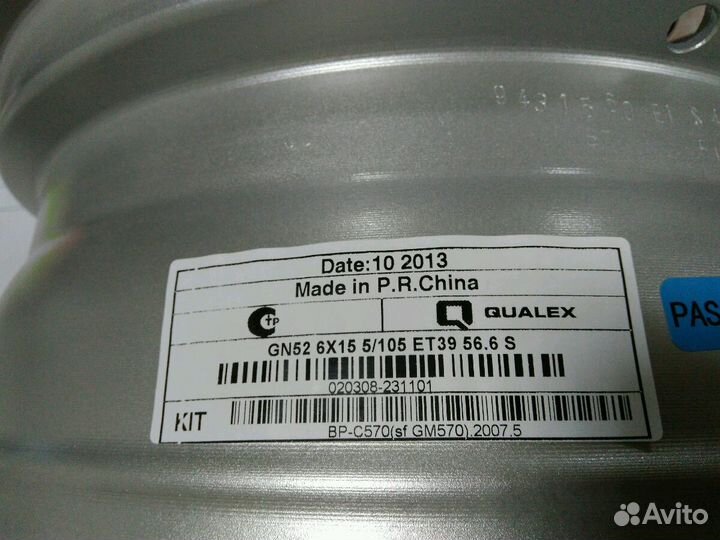 Date:10 2013
Made in P.R.China
QUALEX
GN52 6X15 5/105 ET39 56.6 S
020308-231101
KIT
BP-C570(sf GM570).2007.5
PAS
Avito